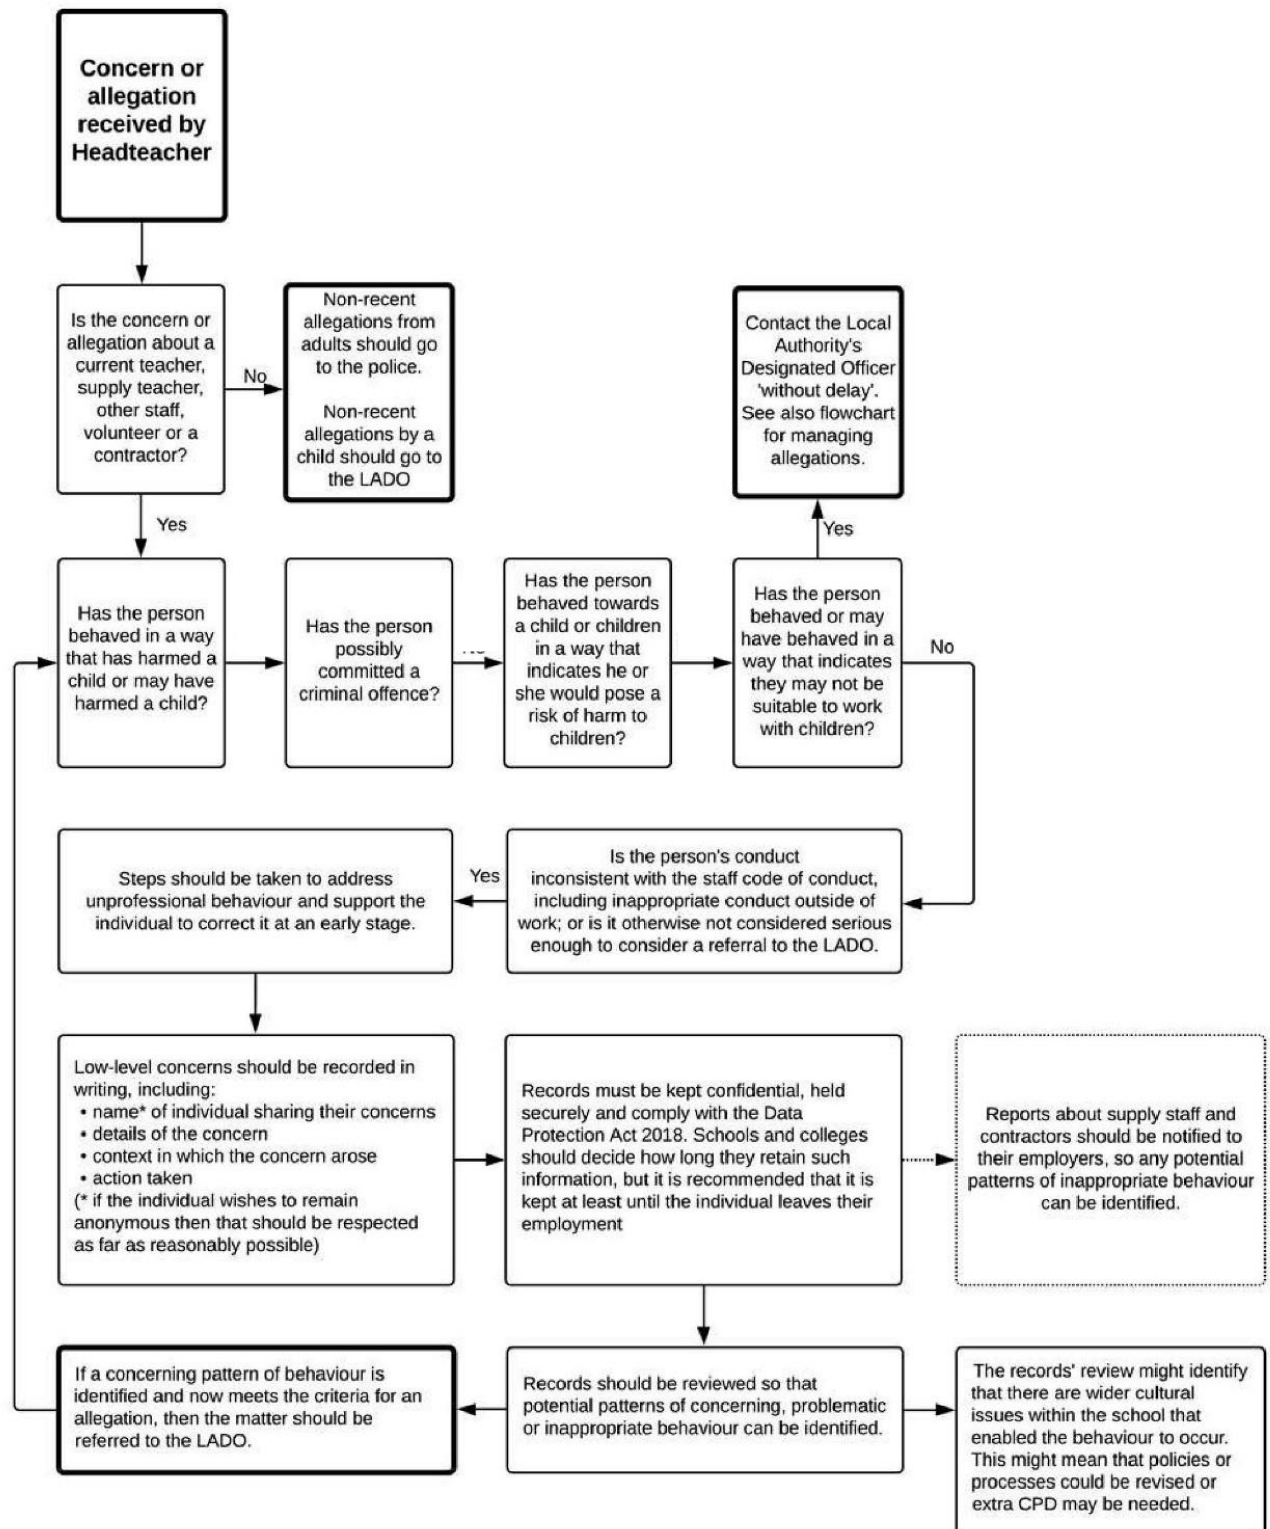 Concern or
allegation
received by
Headteacher
Is the concern or
allegation about a
current teacher,
supply teacher,
other staff,
volunteer or a
contractor?
No
Non-recent
allegations from
adults should go
to the police.
Non-recent
allegations by a
child should go to
the LADO
Contact the Local
Authority's
Designated Officer
'without delay'.
See also flowchart
for managing
allegations.
Yes
Yes
Has the person
behaved in a way
that has harmed a
child or may have
harmed a child?
Has the person
possibly
committed a
criminal offence?
Has the person
behaved towards
a child or children
in a way that
indicates he or
she would pose a
risk of harm to
children?
Has the person
behaved or may
have behaved in a
way that indicates
they may not be
suitable to work
with children?
No
Steps should be taken to address
unprofessional behaviour and support the
individual to correct it at an early stage.
Yes
Is the person's conduct
inconsistent with the staff code of conduct,
including inappropriate conduct outside of
work; or is it otherwise not considered serious
enough to consider a referral to the LADO.
Low-level concerns should be recorded in
writing, including:
• name* of individual sharing their concerns
• details of the concern
• context in which the concern arose
• action taken
(* if the individual wishes to remain
anonymous then that should be respected
as far as reasonably possible)
Records must be kept confidential, held
securely and comply with the Data
Protection Act 2018. Schools and colleges
should decide how long they retain such
information, but it is recommended that it is
kept at least until the individual leaves their
employment
Reports about supply staff and
contractors should be notified to
their employers, so any potential
patterns of inappropriate behaviour
can be identified.
If a concerning pattern of behaviour is
identified and now meets the criteria for an
allegation, then the matter should be
referred to the LADO.
Records should be reviewed so that
potential patterns of concerning, problematic
or inappropriate behaviour can be identified.
The records' review might identify
that there are wider cultural
issues within the school that
enabled the behaviour to occur.
This might mean that policies or
processes could be revised or
extra CPD may be needed.